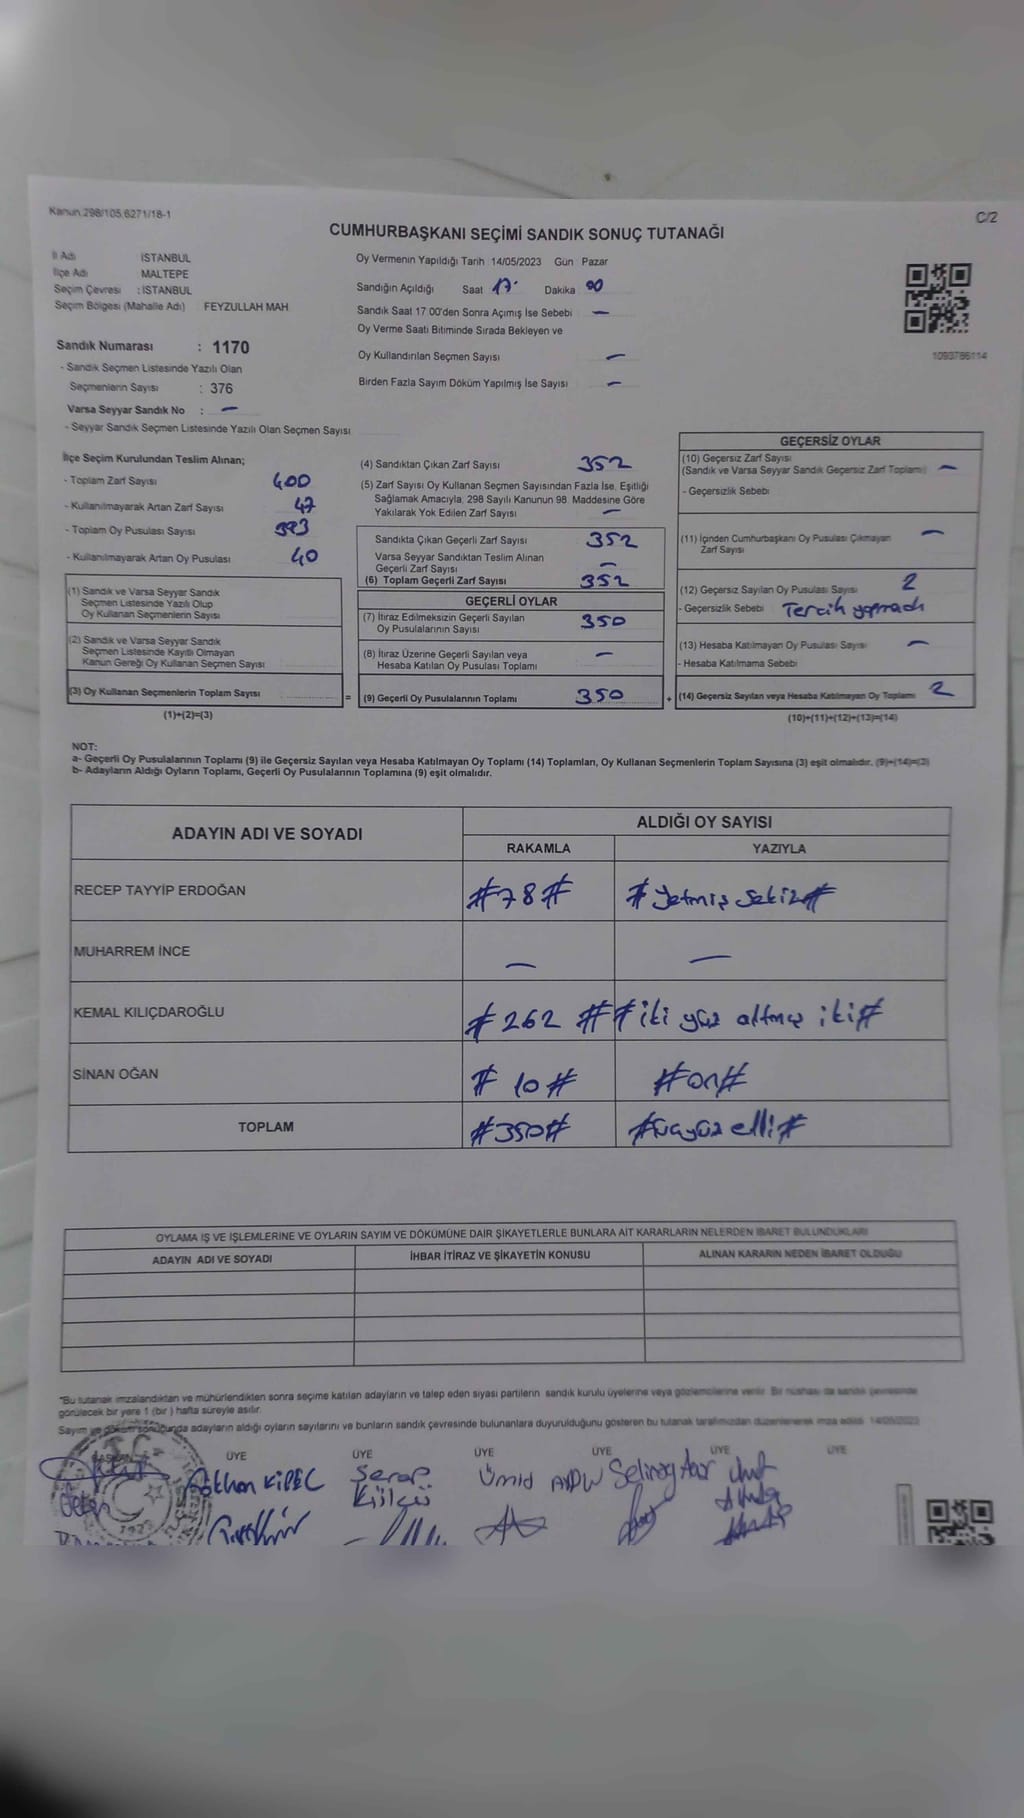 Kanun.298/105,6271/18-1
C/2
CUMHURBAŞKANI SEÇİMİ SANDIK SONUÇ TUTANAĞI
İl Adı İSTANBUL
İlçe Adı MALTEPE
Seçim Çevresi : İSTANBUL
Seçim Bölgesi (Mahalle Adı) FEYZULLAH MAH
Sandık Numarası : 1170
- Sandık Seçmen Listesinde Yazılı Olan
Seçmenlerin Sayısı : 376
Varsa Seyyar Sandık No : –
- Seyyar Sandık Seçmen Listesinde Yazılı Olan Seçmen Sayısı
Oy Vermenin Yapıldığı Tarih 14/05/2023 Gün Pazar
Sandığın Açıldığı Saat 17 Dakika 00
Sandık Saat 17.00'den Sonra Açımış İse Sebebi –
Oy Verme Saati Bitiminde Sırada Bekleyen ve
Oy Kullandırılan Seçmen Sayısı –
Birden Fazla Sayım Döküm Yapılmış İse Sayısı –
1093786114
İlçe Seçim Kurulundan Teslim Alınan;
- Toplam Zarf Sayısı 400
- Kullanılmayarak Artan Zarf Sayısı 47
- Toplam Oy Pusulası Sayısı 393
- Kullanılmayarak Artan Oy Pusulası 40
(1) Sandık ve Varsa Seyyar Sandık
Seçmen Listesinde Yazılı Olup
Oy Kullanan Seçmenlerin Sayısı
(2) Sandık ve Varsa Seyyar Sandık
Seçmen Listesinde Kayıtlı Olmayan
Kanun Gereği Oy Kullanan Seçmen Sayısı
(3) Oy Kullanan Seçmenlerin Toplam Sayısı =
(1)+(2)=(3)
(4) Sandıktan Çıkan Zarf Sayısı 352
(5) Zarf Sayısı Oy Kullanan Seçmen Sayısından Fazla İse, Eşitliği
Sağlamak Amacıyla, 298 Sayılı Kanunun 98. Maddesine Göre
Yakılarak Yok Edilen Zarf Sayısı –
Sandıkta Çıkan Geçerli Zarf Sayısı 352
Varsa Seyyar Sandıktan Teslim Alınan
Geçerli Zarf Sayısı –
(6) Toplam Geçerli Zarf Sayısı 352
GEÇERLİ OYLAR
(7) İtiraz Edilmeksizin Geçerli Sayılan
Oy Pusulalarının Sayısı 350
(8) İtiraz Üzerine Geçerli Sayılan veya
Hesaba Katılan Oy Pusulası Toplamı –
(9) Geçerli Oy Pusulalarının Toplamı 350 +
GEÇERSİZ OYLAR
(10) Geçersiz Zarf Sayısı
(Sandık ve Varsa Seyyar Sandık Geçersiz Zarf Toplamı) –
- Geçersizlik Sebebi
(11) İçinden Cumhurbaşkanı Oy Pusulası Çıkmayan
Zarf Sayısı –
(12) Geçersiz Sayılan Oy Pusulası Sayısı 2
- Geçersizlik Sebebi Tercih yapmadı
(13) Hesaba Katılmayan Oy Pusulası Sayısı –
- Hesaba Katılmama Sebebi
(14) Geçersiz Sayılan veya Hesaba Katılmayan Oy Toplamı 2
(10)+(11)+(12)+(13)=(14)
NOT:
a- Geçerli Oy Pusulalarının Toplamı (9) ile Geçersiz Sayılan veya Hesaba Katılmayan Oy Toplamı (14) Toplamları, Oy Kullanan Seçmenlerin Toplam Sayısına (3) eşit olmalıdır. (9)+(14)=(3)
b- Adayların Aldığı Oyların Toplamı, Geçerli Oy Pusulalarının Toplamına (9) eşit olmalıdır.
ADAYIN ADI VE SOYADI
ALDIĞI OY SAYISI
RAKAMLA YAZIYLA
RECEP TAYYİP ERDOĞAN #78# #yetmiş sekiz#
MUHARREM İNCE – –
KEMAL KILIÇDAROĞLU #262# #iki yüz altmış iki#
SİNAN OĞAN #10# #on#
TOPLAM #350# #üçyüz elli#
OYLAMA İŞ VE İŞLEMLERİNE VE OYLARIN SAYIM VE DÖKÜMÜNE DAİR ŞİKAYETLERLE BUNLARA AİT KARARLARIN NELERDEN İBARET BULUNDUKLARI
ADAYIN ADI VE SOYADI İHBAR İTİRAZ VE ŞİKAYETİN KONUSU ALINAN KARARIN NEDEN İBARET OLDUĞU
*Bu tutanak imzalandıktan ve mühürlendikten sonra seçime katılan adayların ve talep eden siyasi partilerin sandık kurulu üyelerine veya gözlemcilerine verilir. Bir nüshası da sandık çevresinde
görülecek bir yere 1 (bir ) hafta süreyle asılır.
Sayım ve döküm sonucunda adayların aldığı oyların sayılarını ve bunların sandık çevresinde bulunanlara duyurulduğunu gösteren bu tutanak tarafımızdan düzenlenerek imza edildi. 14/05/2023
BAŞKAN ÜYE ÜYE ÜYE ÜYE ÜYE ÜYE
Gökhan KİPEL Serap Ümid AYDIN
Külçü